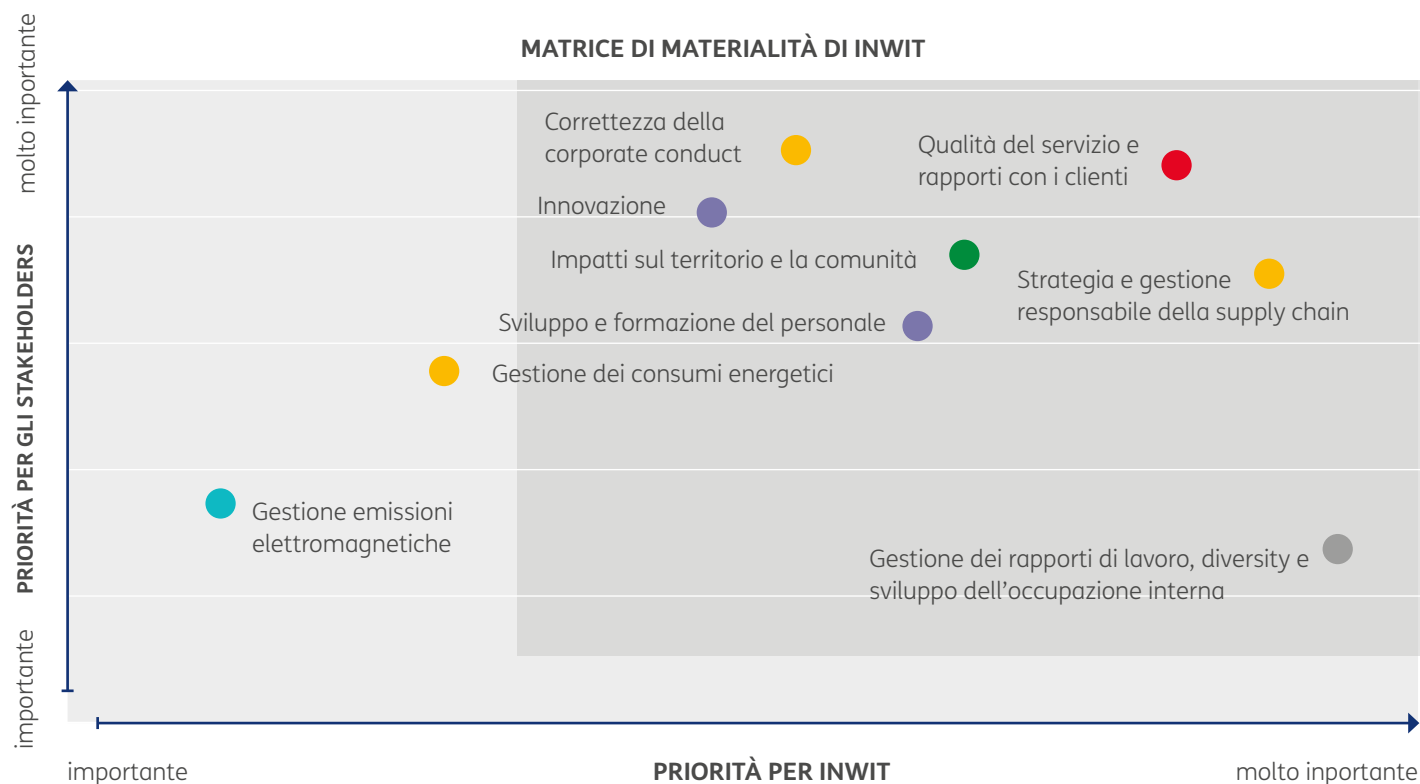 MATRICE DI MATERIALITÀ DI INWIT
molto inportante
PRIORITÀ PER GLI STAKEHOLDERS
importante
Correttezza della
corporate conduct
Qualità del servizio e
rapporti con i clienti
Innovazione
Impatti sul territorio e la comunità
Strategia e gestione
responsabile della supply chain
Sviluppo e formazione del personale
Gestione dei consumi energetici
Gestione emissioni
elettromagnetiche
Gestione dei rapporti di lavoro, diversity e
sviluppo dell’occupazione interna
importante
PRIORITÀ PER INWIT
molto inportante